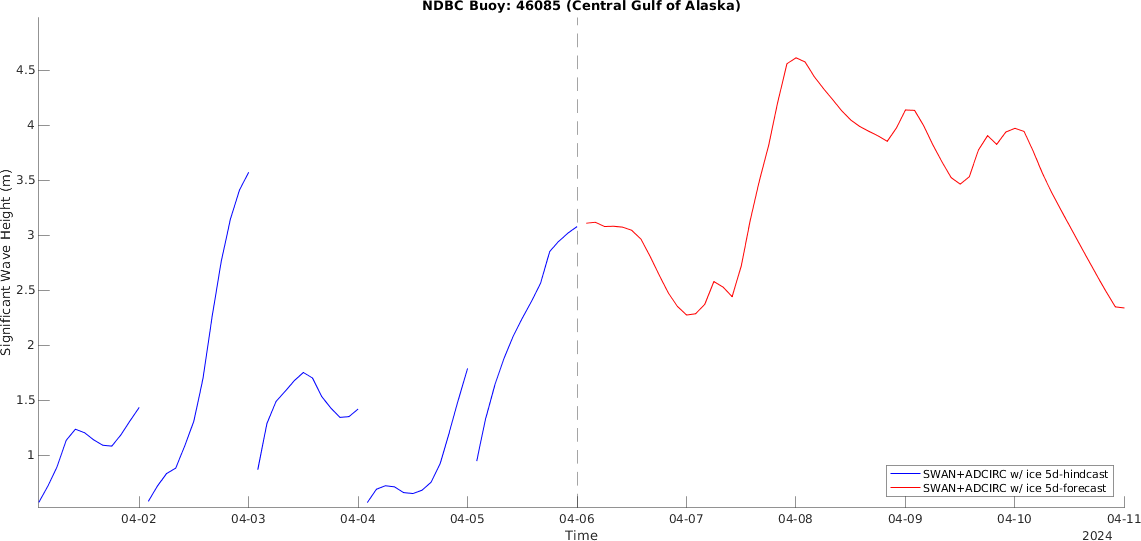 NDBC Buoy: 46085 (Central Gulf of Alaska)
4.5
4
3.5
3
2.5
2
1.5
1
Significant Wave Height (m)
SWAN+ADCIRC w/ ice 5d-hindcast
SWAN+ADCIRC w/ ice 5d-forecast
04-02 04-03 04-04 04-05 04-06 04-07 04-08 04-09 04-10 04-11
Time
2024